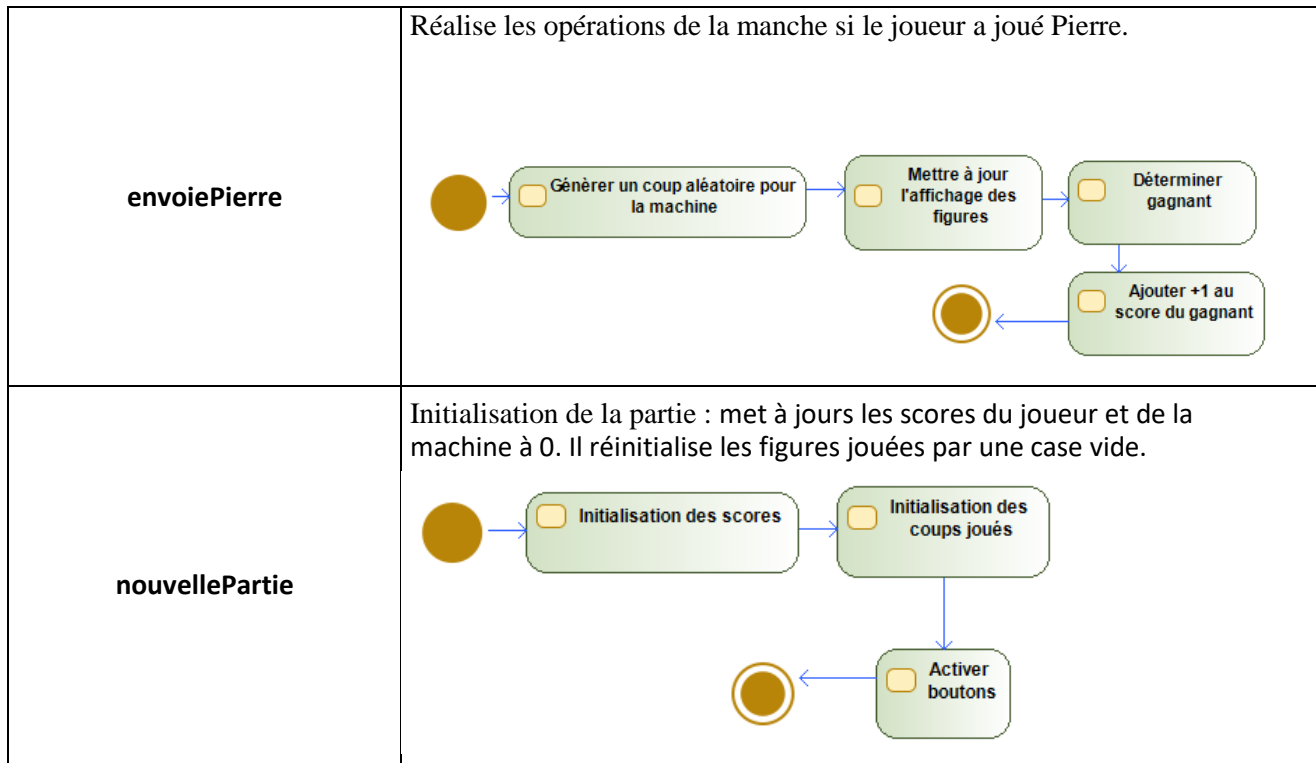 Réalise les opérations de la manche si le joueur a joué Pierre.
envoiePierre
Génèrer un coup aléatoire pour
la machine
Mettre à jour
l'affichage des
figures
Déterminer
gagnant
Ajouter +1 au
score du gagnant
Initialisation de la partie : met à jours les scores du joueur et de la
machine à 0. Il réinitialise les figures jouées par une case vide.
nouvellePartie
Initialisation des scores
Initialisation des
coups joués
Activer
boutons